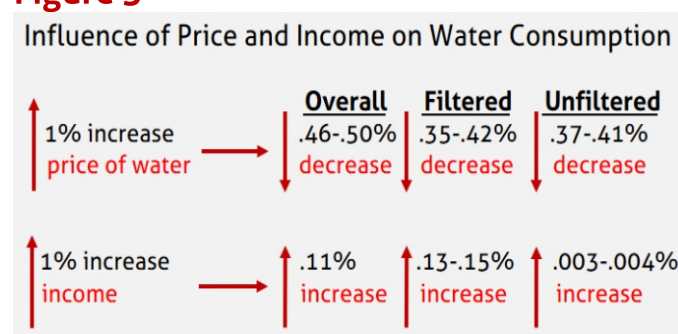 Influence of Price and Income on Water Consumption
Overall Filtered Unfiltered
1% increase .46-.50% .35-.42% .37-.41%
price of water decrease decrease decrease
1% increase .11% .13-.15% .003-.004%
income increase increase increase